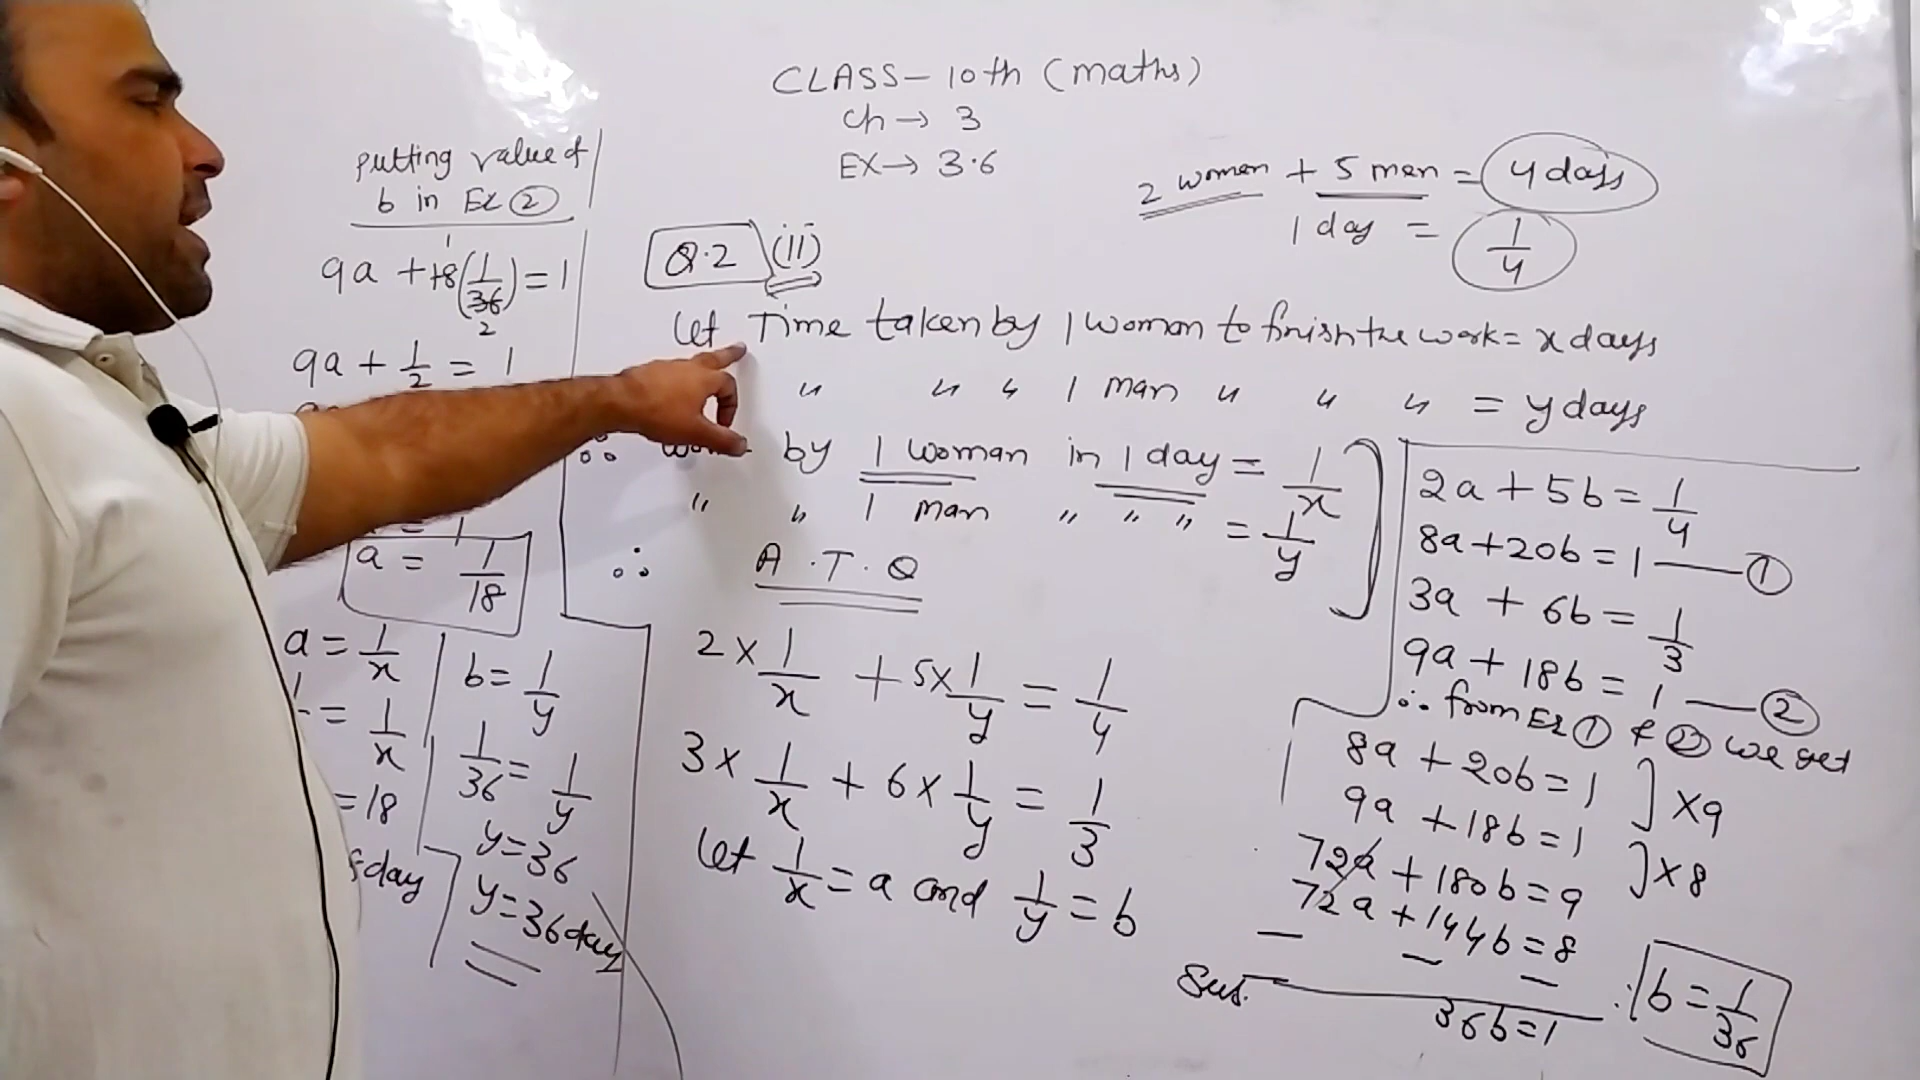 CLASS - 10th (maths)
Ch → 3
EX → 3.6
2 women + 5 men = 4 days
1 day = 1/4
Q.2 (ii)
Let Time taken by 1 woman to finish the work = x days
" " " 1 man " " " = y days
∴ by 1 woman in 1 day = 1/x
" " 1 man " " " = 1/y
∴ A.T.Q
2 × 1/x + 5 × 1/y = 1/4
3 × 1/x + 6 × 1/y = 1/3
Let 1/x = a and 1/y = b
2a + 5b = 1/4
8a + 20b = 1 —— ①
3a + 6b = 1/3
9a + 18b = 1 —— ②
∴ from Eq ① & ② we get
8a + 20b = 1 ] × 9
9a + 18b = 1 ] × 8
72a + 180b = 9
72a + 144b = 8
— — —
Sub.
36b = 1
∴ b = 1/36
putting value of
b in Eq ②
9a + 18(1/36) = 1
1
2
9a + 1/2 = 1
a = 1/18
a = 1/x
= 1/x
= 18
day
b = 1/y
1/36 = 1/y
y = 36
y = 36 day